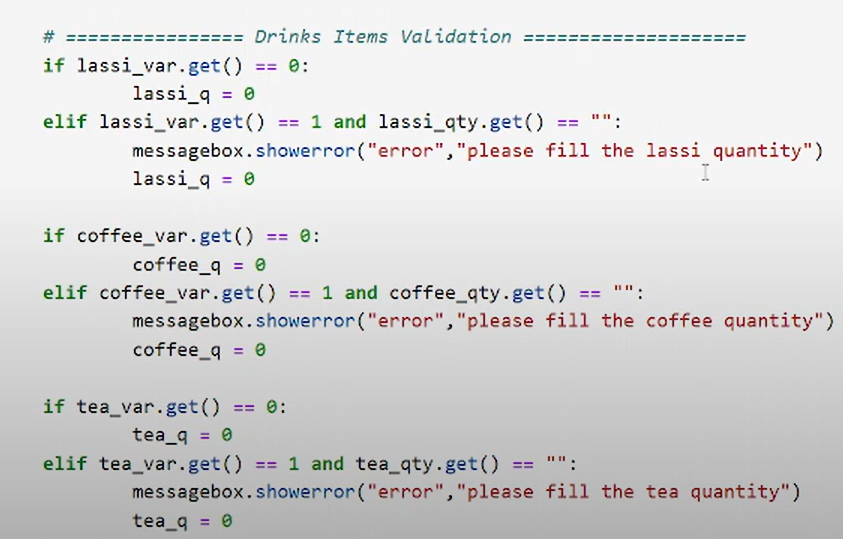 # ================ Drinks Items Validation ====================
if lassi_var.get() == 0:
        lassi_q = 0
elif lassi_var.get() == 1 and lassi_qty.get() == "":
        messagebox.showerror("error","please fill the lassi quantity")
        lassi_q = 0

if coffee_var.get() == 0:
        coffee_q = 0
elif coffee_var.get() == 1 and coffee_qty.get() == "":
        messagebox.showerror("error","please fill the coffee quantity")
        coffee_q = 0

if tea_var.get() == 0:
        tea_q = 0
elif tea_var.get() == 1 and tea_qty.get() == "":
        messagebox.showerror("error","please fill the tea quantity")
        tea_q = 0